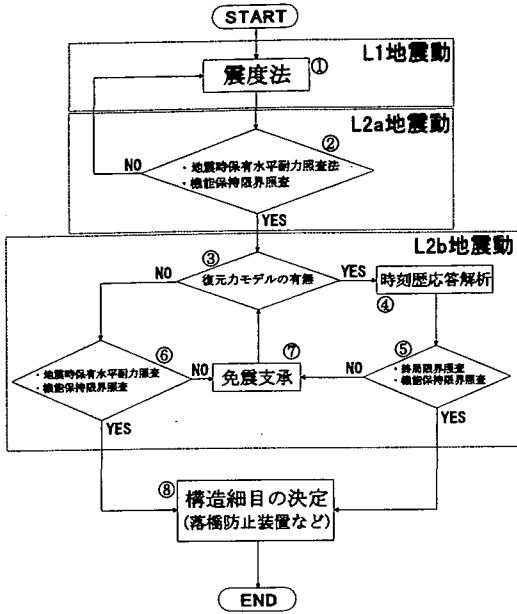 START
L1地震動
①
震度法
L2a地震動
②
・地震時保有水平耐力照査法
・機能保持限界照査
NO
YES
L2b地震動
③
NO
復元力モデルの有無
YES
時刻歴応答解析
④
⑥
・地震時保有水平耐力照査
・機能保持限界照査
NO
⑦
免震支承
NO
⑤
・終局限界照査
・機能保持限界照査
YES
YES
⑧
構造細目の決定
(落橋防止装置など)
END